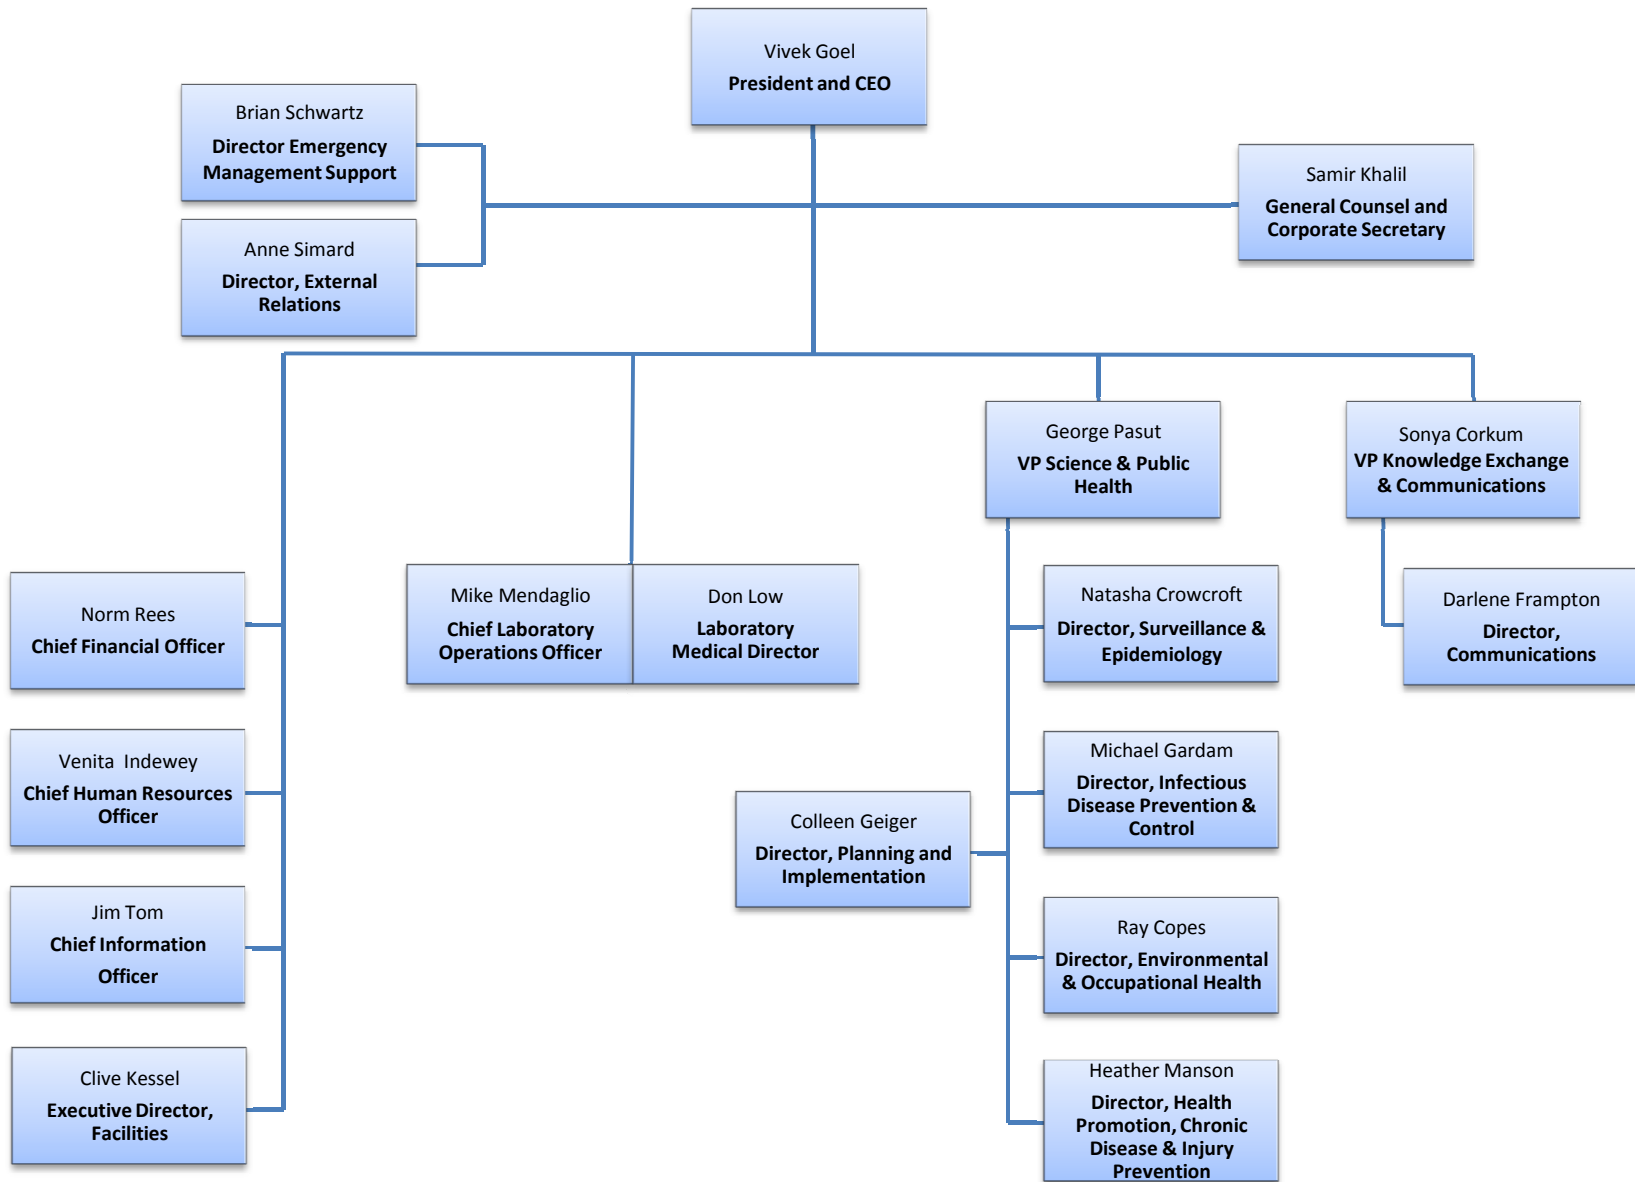 Vivek Goel
President and CEO
Brian Schwartz
Director Emergency
Management Support
Anne Simard
Director, External
Relations
Samir Khalil
General Counsel and
Corporate Secretary
Norm Rees
Chief Financial Officer
Venita Indewey
Chief Human Resources
Officer
Jim Tom
Chief Information
Officer
Clive Kessel
Executive Director,
Facilities
Mike Mendaglio
Chief Laboratory
Operations Officer
Don Low
Laboratory
Medical Director
George Pasut
VP Science & Public
Health
Colleen Geiger
Director, Planning and
Implementation
Natasha Crowcroft
Director, Surveillance &
Epidemiology
Michael Gardam
Director, Infectious
Disease Prevention &
Control
Ray Copes
Director, Environmental
& Occupational Health
Heather Manson
Director, Health
Promotion, Chronic
Disease & Injury
Prevention
Sonya Corkum
VP Knowledge Exchange
& Communications
Darlene Frampton
Director,
Communications